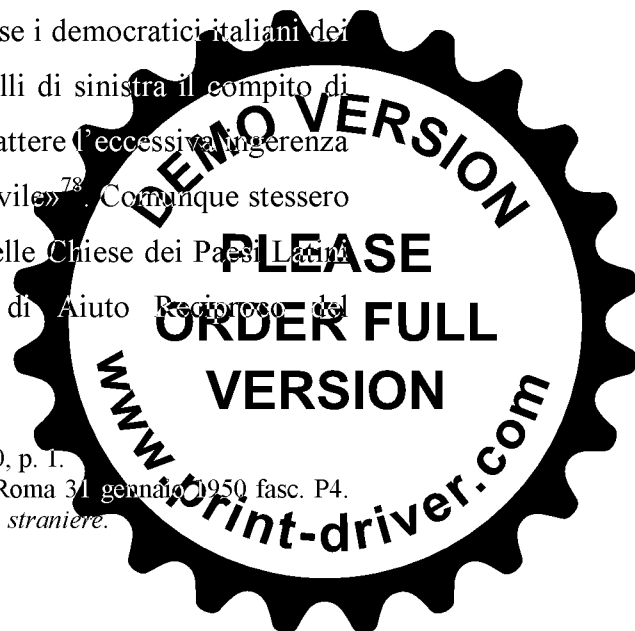 se i democratici italiani dei
lli di sinistra il compito di
attere l’eccessiva ingerenza
vile»78. Comunque stessero
elle Chiese dei Paesi Latini
di Aiuto Reciproco del
0, p. 1.
Roma 31 gennaio 1950 fasc. P4.
straniere.
DEMO VERSION
PLEASE
ORDER FULL
VERSION
www.print-driver.com